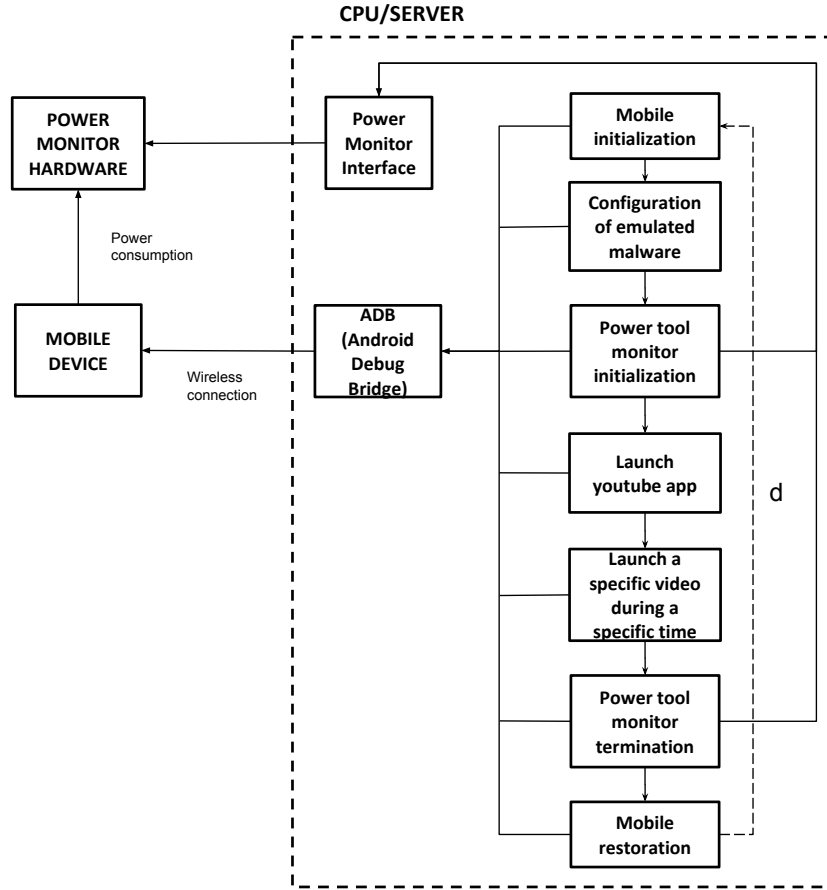 CPU/SERVER
POWER
MONITOR
HARDWARE
Power
Monitor
Interface
Mobile
initialization
Configuration
of emulated
malware
Power
consumption
MOBILE
DEVICE
Wireless
connection
ADB
(Android
Debug
Bridge)
Power tool
monitor
initialization
Launch
youtube app
d
Launch a
specific video
during a
specific time
Power tool
monitor
termination
Mobile
restoration